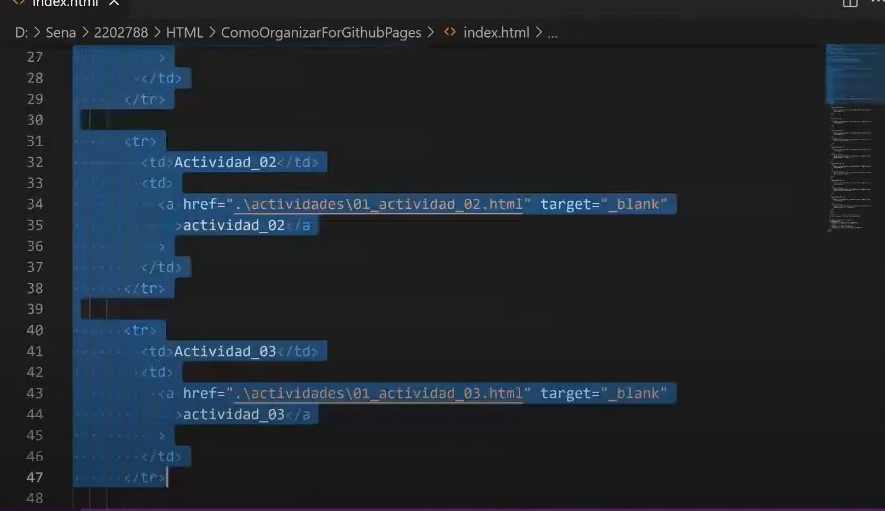 index.html
D: > Sena > 2202788 > HTML > ComoOrganizarForGithubPages > <> index.html > ...
27 >
28 </td>
29 </tr>
30
31 <tr>
32 <td>Actividad_02</td>
33 <td>
34 <a href=".\actividades\01_actividad_02.html" target="_blank"
35 >actividad_02</a
36 >
37 </td>
38 </tr>
39
40 <tr>
41 <td>Actividad_03</td>
42 <td>
43 <a href=".\actividades\01_actividad_03.html" target="_blank"
44 >actividad_03</a
45 >
46 </td>
47 </tr>
48